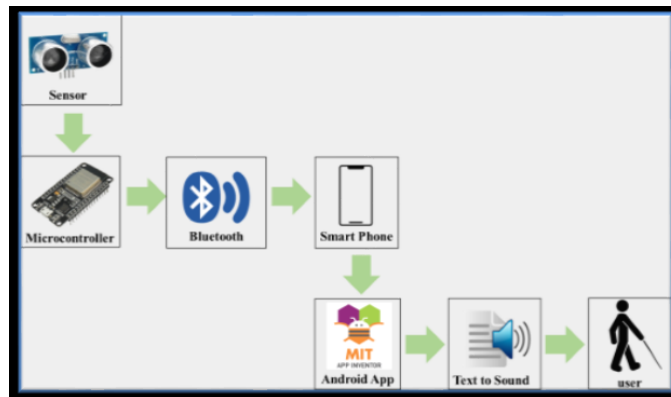 Sensor
Microcontroller
Bluetooth
Smart Phone
MIT
APP INVENTOR
Android App
Text to Sound
user